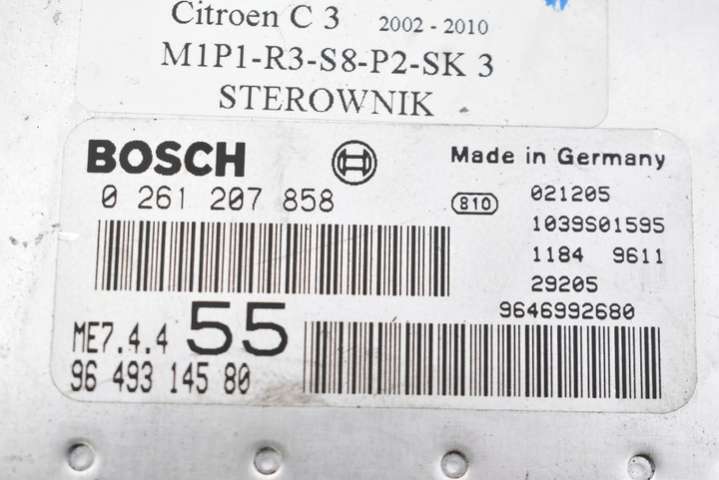 Citroen C 3 2002 - 2010
M1P1-R3-S8-P2-SK 3
STEROWNIK
BOSCH Made in Germany
0 261 207 858 810 021205
1039S01595
1184 9611
29205
9646992680
ME7.4.4 55
96 493 145 80